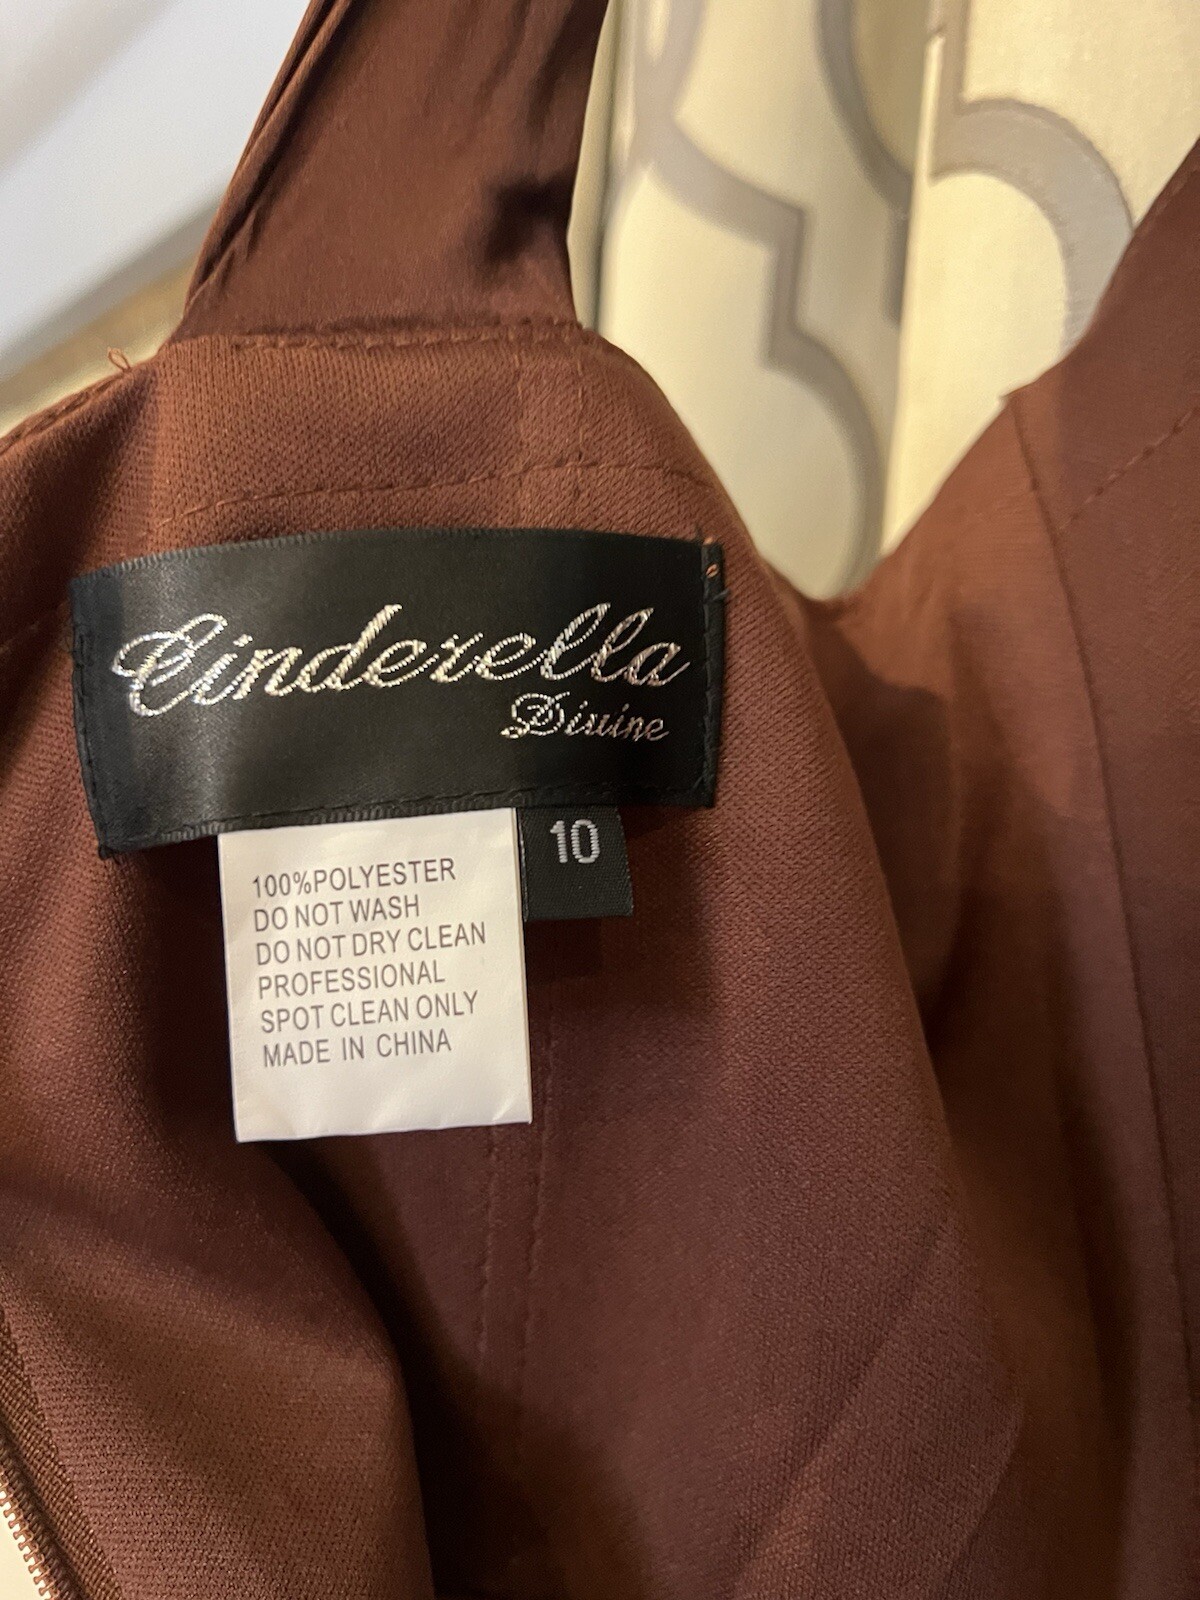 Cinderella
Divine
10
100%POLYESTER
DO NOT WASH
DO NOT DRY CLEAN
PROFESSIONAL
SPOT CLEAN ONLY
MADE IN CHINA